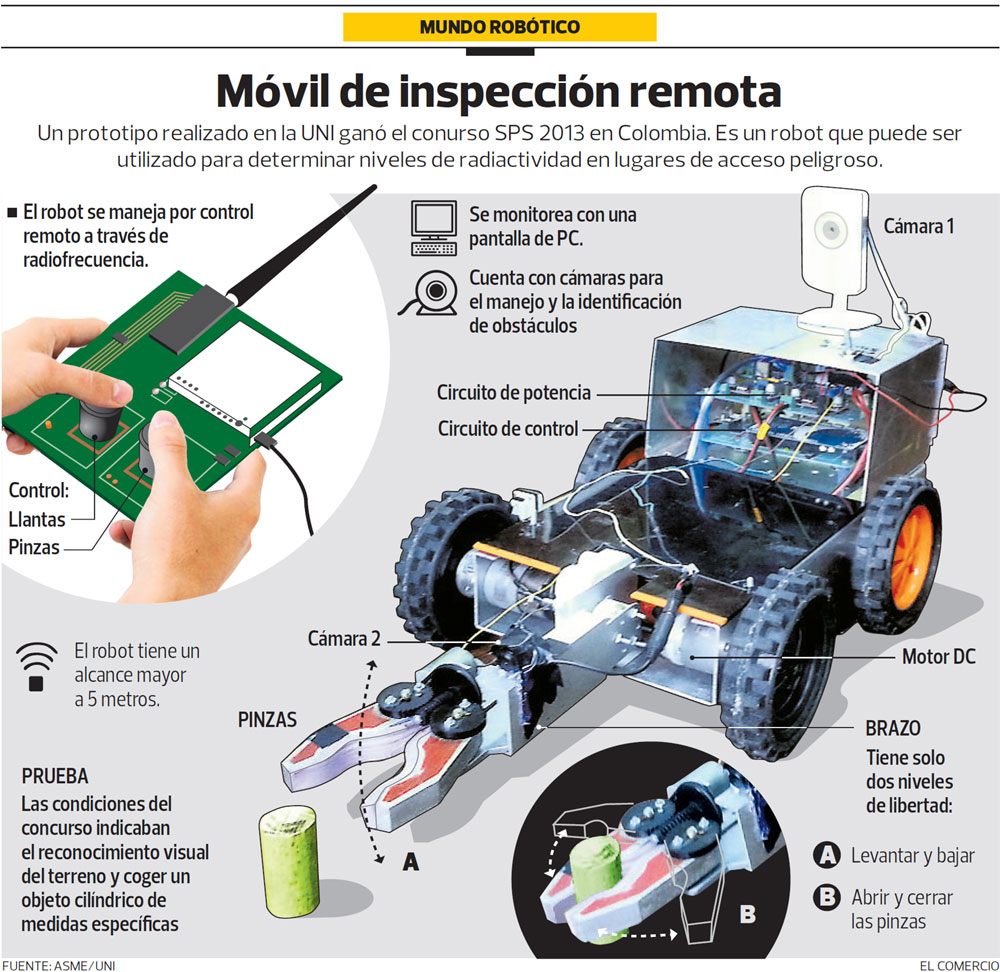 MUNDO ROBÓTICO
Móvil de inspección remota
Un prototipo realizado en la UNI ganó el conurso SPS 2013 en Colombia. Es un robot que puede ser
utilizado para determinar niveles de radiactividad en lugares de acceso peligroso.
El robot se maneja por control
remoto a través de
radiofrecuencia.
Se monitorea con una
pantalla de PC.
Cuenta con cámaras para
el manejo y la identificación
de obstáculos
Cámara 1
Circuito de potencia
Circuito de control
Control:
Llantas
Pinzas
El robot tiene un
alcance mayor
a 5 metros.
Cámara 2
PINZAS
Motor DC
BRAZO
Tiene solo
dos niveles
de libertad:
A Levantar y bajar
B Abrir y cerrar
las pinzas
PRUEBA
Las condiciones del
concurso indicaban
el reconocimiento visual
del terreno y coger un
objeto cilíndrico de
medidas específicas
A
B
FUENTE: ASME/UNI
EL COMERCIO